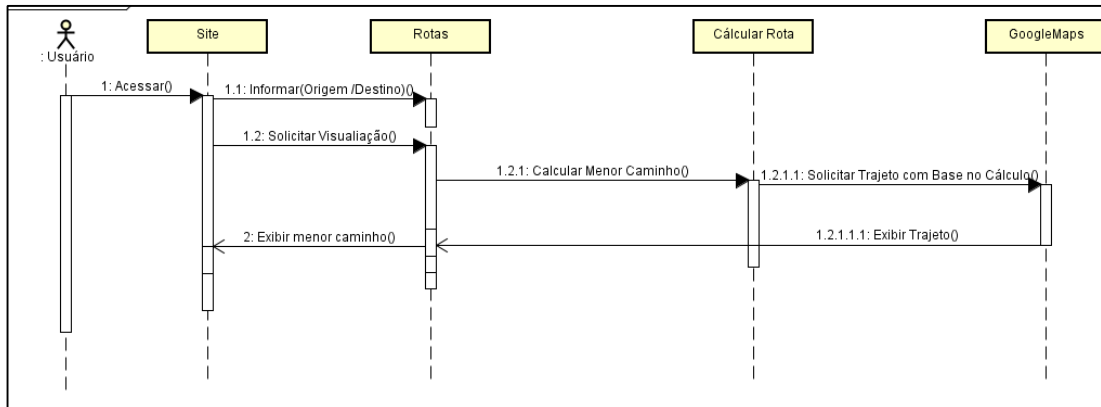 : Usuário
Site
Rotas
Cálcular Rota
GoogleMaps
1: Acessar()
1.1: Informar(Origem /Destino)()
1.2: Solicitar Visualiação()
1.2.1: Calcular Menor Caminho()
1.2.1.1: Solicitar Trajeto com Base no Cálculo()
2: Exibir menor caminho()
1.2.1.1.1: Exibir Trajeto()